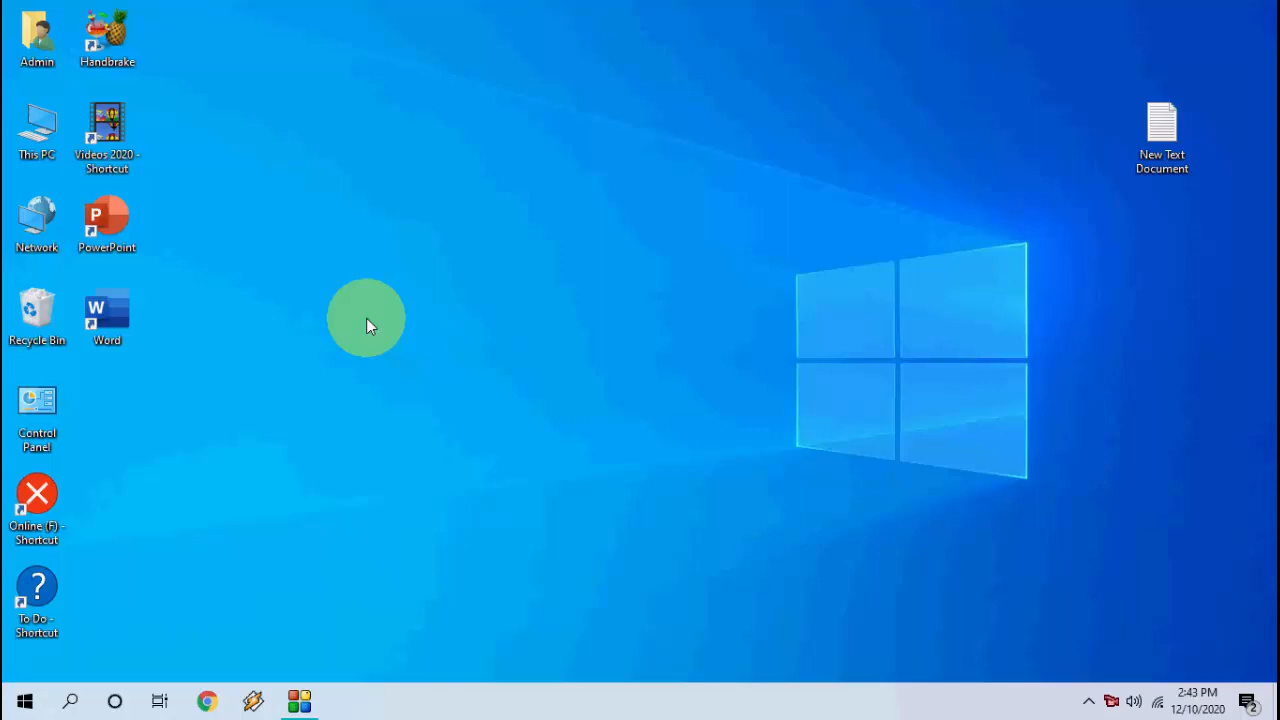 Admin
Handbrake
This PC
Videos 2020 -
Shortcut
New Text
Document
Network
P
PowerPoint
Recycle Bin
W
Word
Control
Panel
Online (F) -
Shortcut
?
To Do -
Shortcut
2:43 PM
12/10/2020
2